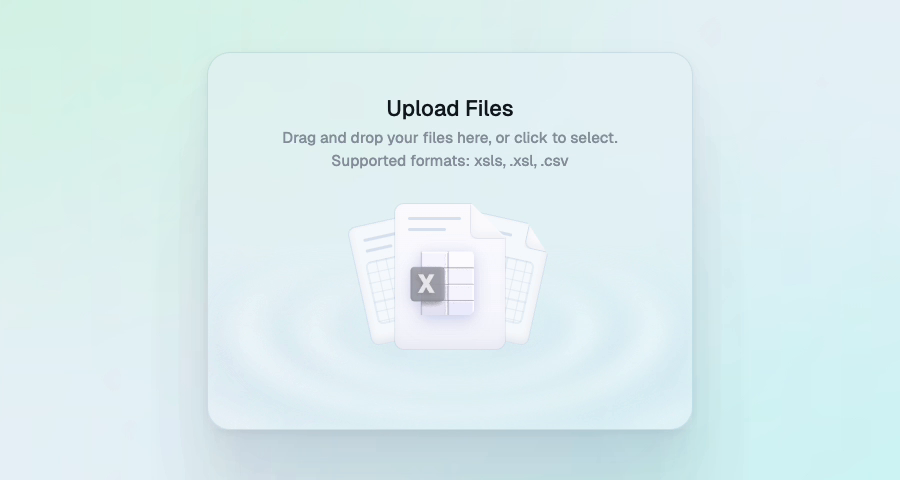 Upload Files
Drag and drop your files here, or click to select.
Supported formats: xsls, .xsl, .csv
X